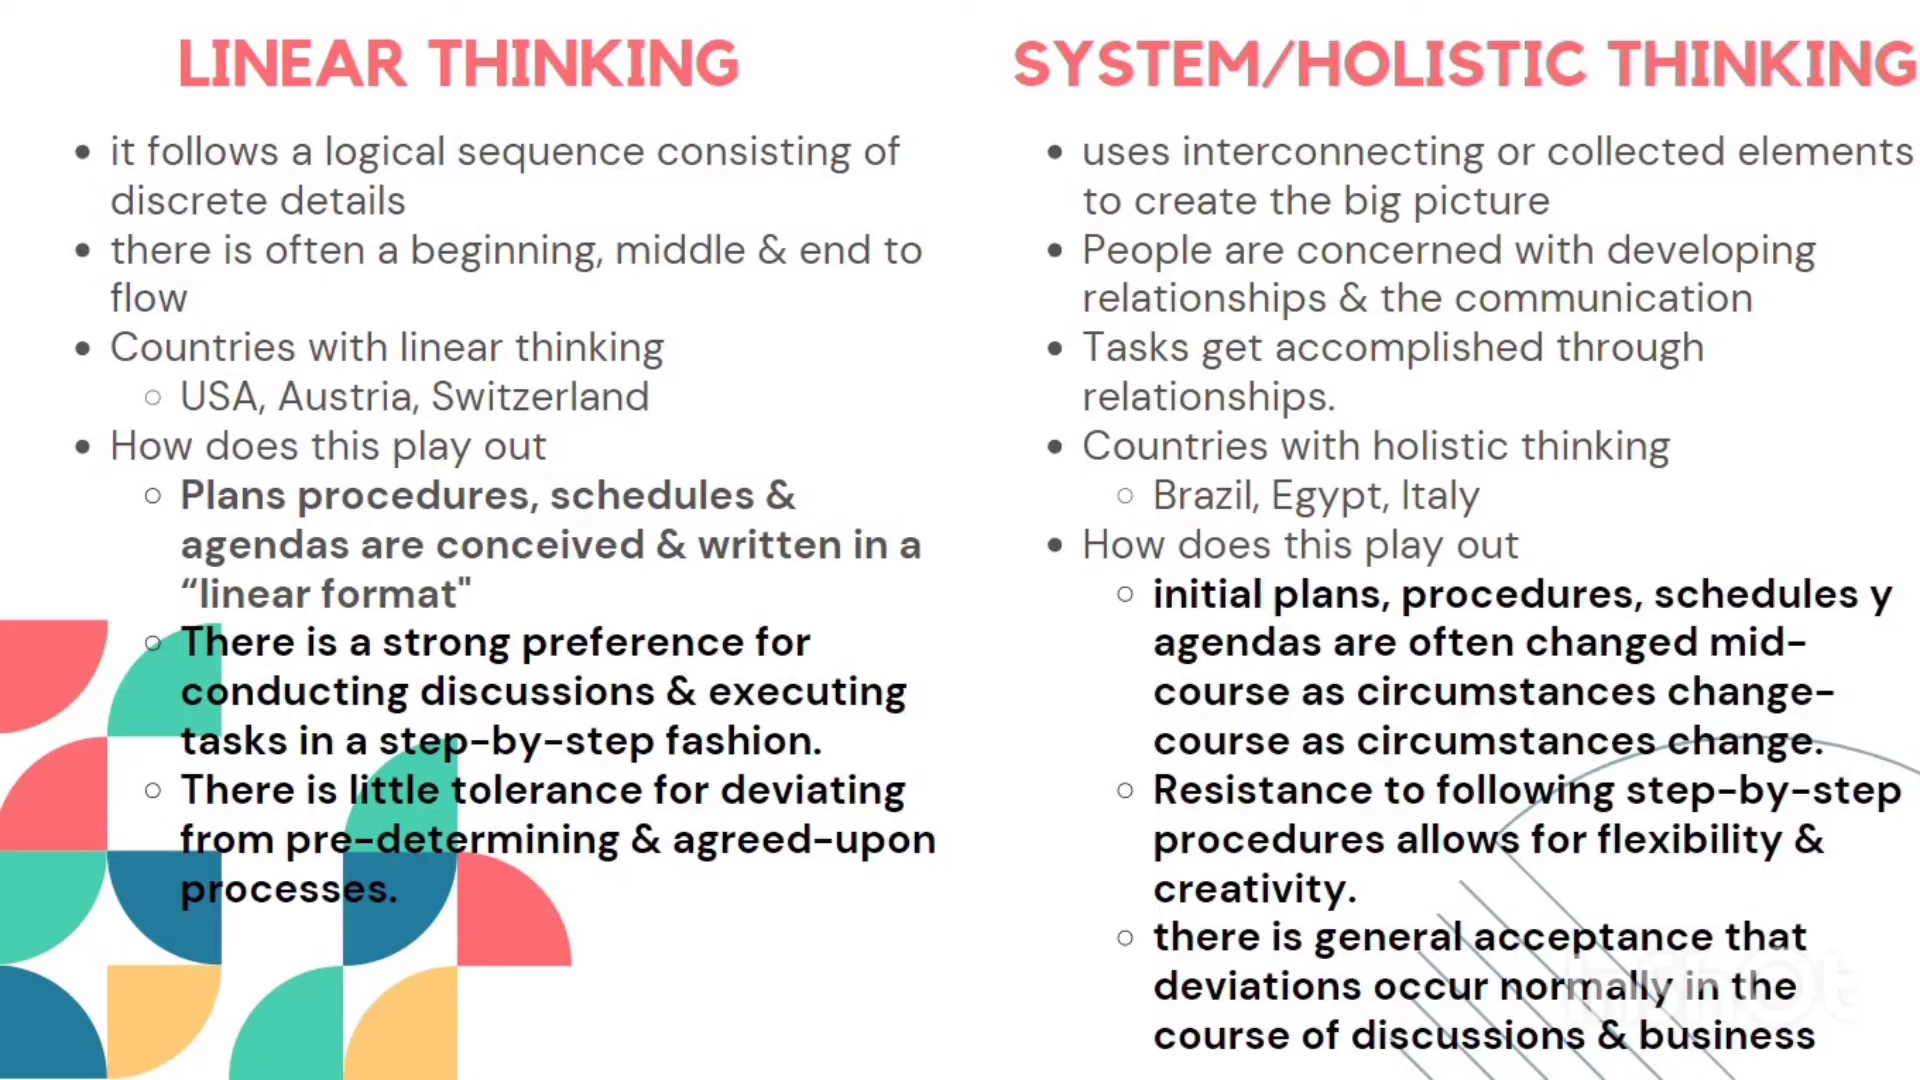 LINEAR THINKING
• it follows a logical sequence consisting of
discrete details
• there is often a beginning, middle & end to
flow
• Countries with linear thinking
○ USA, Austria, Switzerland
• How does this play out
○ Plans procedures, schedules &
agendas are conceived & written in a
“linear format"
○ There is a strong preference for
conducting discussions & executing
tasks in a step-by-step fashion.
○ There is little tolerance for deviating
from pre-determining & agreed-upon
processes.
SYSTEM/HOLISTIC THINKING
• uses interconnecting or collected elements
to create the big picture
• People are concerned with developing
relationships & the communication
• Tasks get accomplished through
relationships.
• Countries with holistic thinking
○ Brazil, Egypt, Italy
• How does this play out
○ initial plans, procedures, schedules y
agendas are often changed mid-
course as circumstances change-
course as circumstances change.
○ Resistance to following step-by-step
procedures allows for flexibility &
creativity.
○ there is general acceptance that
deviations occur normally in the
course of discussions & business
InShOt